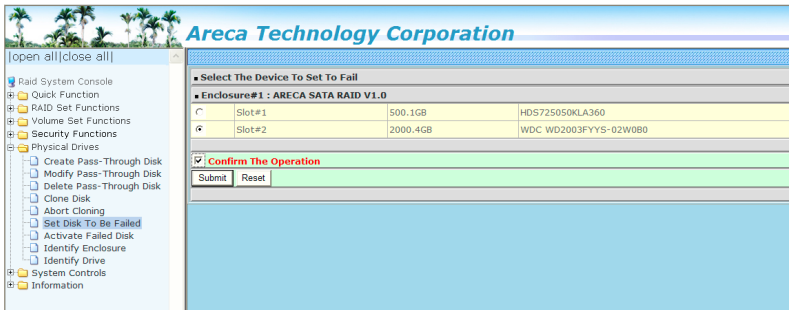 Areca Technology Corporation
|open all|close all|
Raid System Console
Quick Function
RAID Set Functions
Volume Set Functions
Security Functions
Physical Drives
Create Pass-Through Disk
Modify Pass-Through Disk
Delete Pass-Through Disk
Clone Disk
Abort Cloning
Set Disk To Be Failed
Activate Failed Disk
Identify Enclosure
Identify Drive
System Controls
Information
Select The Device To Set To Fail
Enclosure#1 : ARECA SATA RAID V1.0
Slot#1 500.1GB HDS725050KLA360
Slot#2 2000.4GB WDC WD2003FYYS-02W0B0
Confirm The Operation
Submit Reset